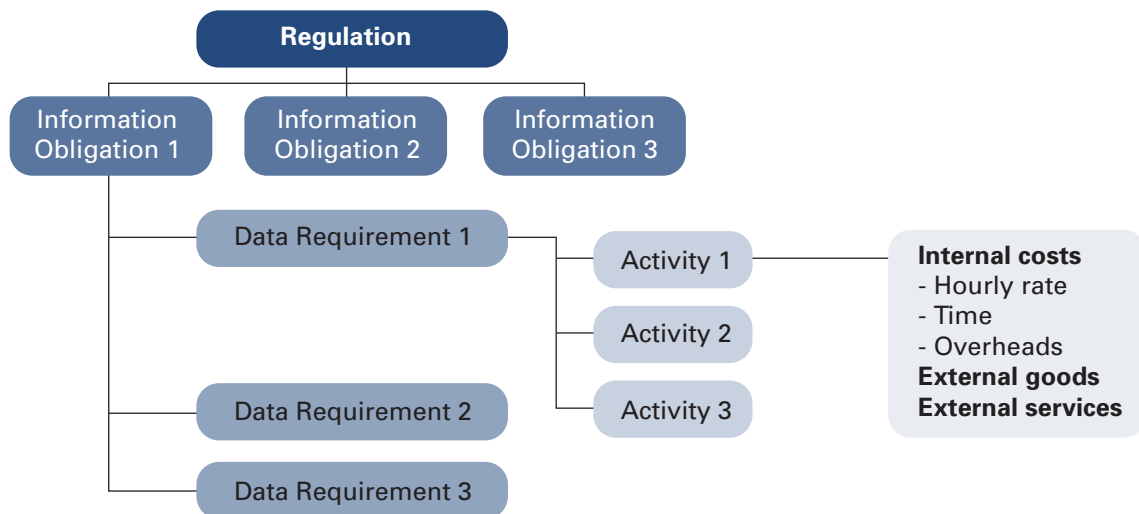 Regulation
Information
Obligation 1
Information
Obligation 2
Information
Obligation 3
Data Requirement 1
Activity 1
Activity 2
Activity 3
Internal costs
- Hourly rate
- Time
- Overheads
External goods
External services
Data Requirement 2
Data Requirement 3